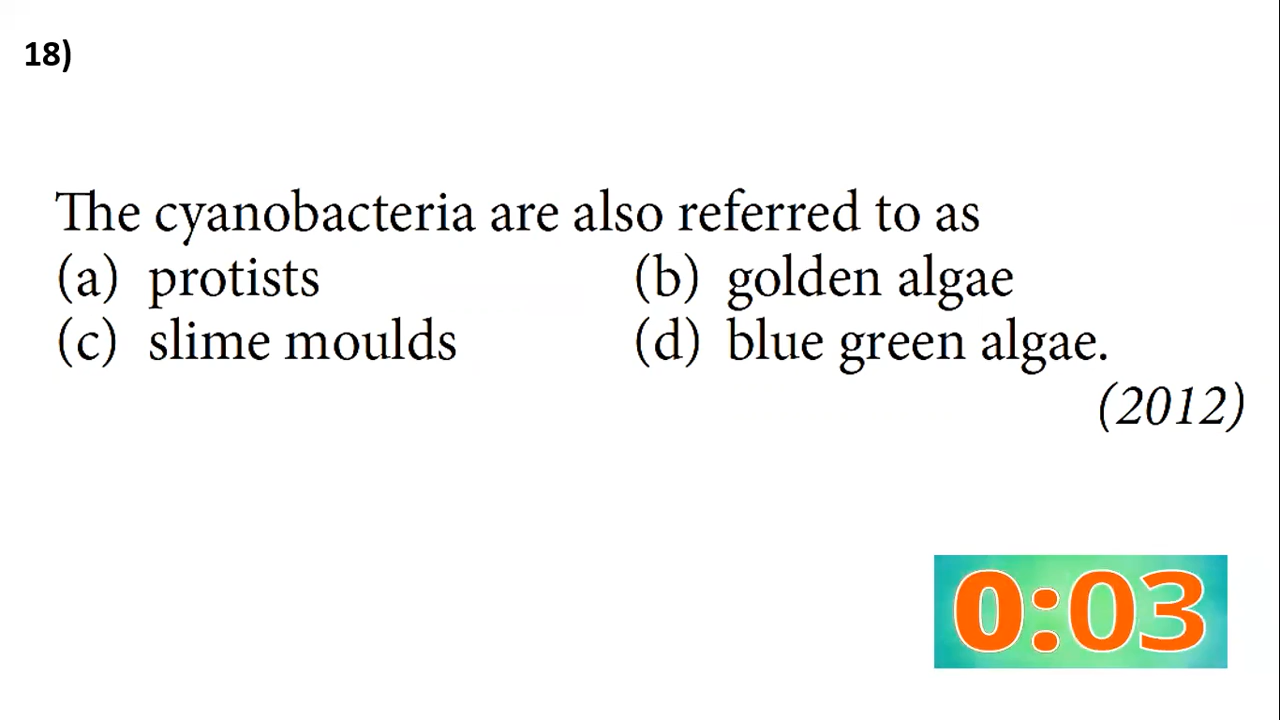 18)
The cyanobacteria are also referred to as
(a) protists (b) golden algae
(c) slime moulds (d) blue green algae.
(2012)
0:03